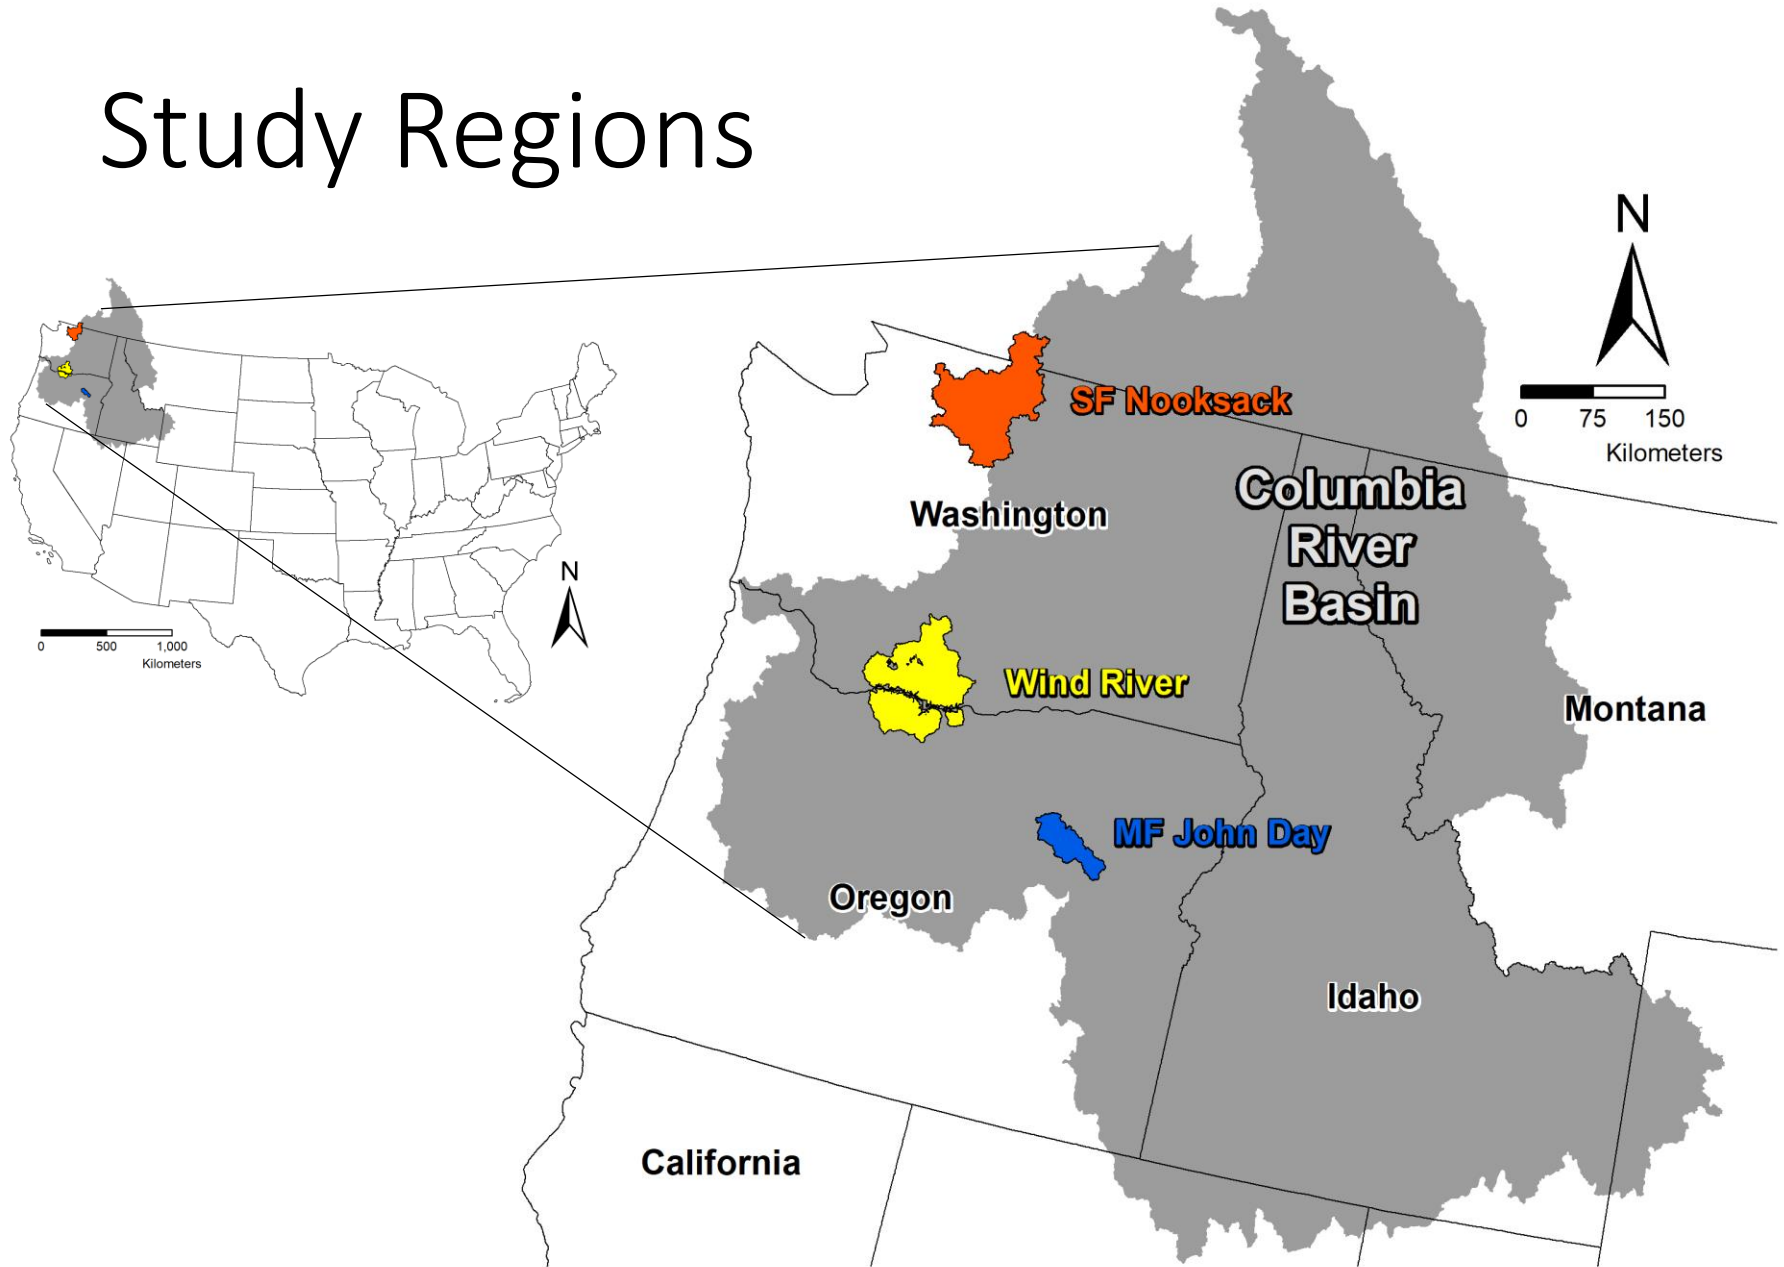 Study Regions
N
0 75 150
Kilometers
SF Nooksack
Columbia
River
Basin
Washington
N
0 500 1,000
Kilometers
Wind River
Montana
MF John Day
Oregon
Idaho
California